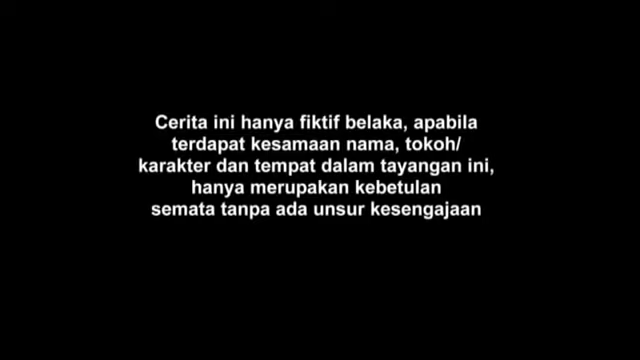 Cerita ini hanya fiktif belaka, apabila
terdapat kesamaan nama, tokoh/
karakter dan tempat dalam tayangan ini,
hanya merupakan kebetulan
semata tanpa ada unsur kesengajaan